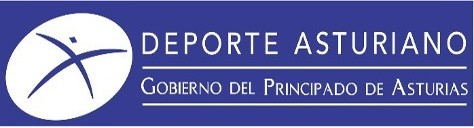 DEPORTE ASTURIANO
GOBIERNO DEL PRINCIPADO DE ASTURIAS